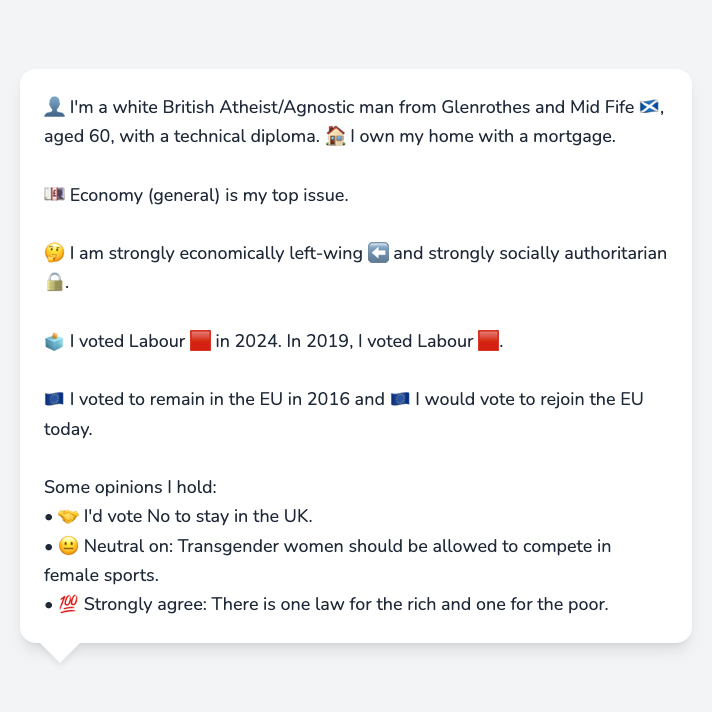 👤 I'm a white British Atheist/Agnostic man from Glenrothes and Mid Fife 🏴󠁧󠁢󠁳󠁣󠁴󠁿,
aged 60, with a technical diploma. 🏠 I own my home with a mortgage.
💷 Economy (general) is my top issue.
🤔 I am strongly economically left-wing ⬅️ and strongly socially authoritarian
🔒.
🗳️ I voted Labour 🟥 in 2024. In 2019, I voted Labour 🟥.
🇪🇺 I voted to remain in the EU in 2016 and 🇪🇺 I would vote to rejoin the EU
today.
Some opinions I hold:
• 🤝 I'd vote No to stay in the UK.
• 😐 Neutral on: Transgender women should be allowed to compete in
female sports.
• 💯 Strongly agree: There is one law for the rich and one for the poor.